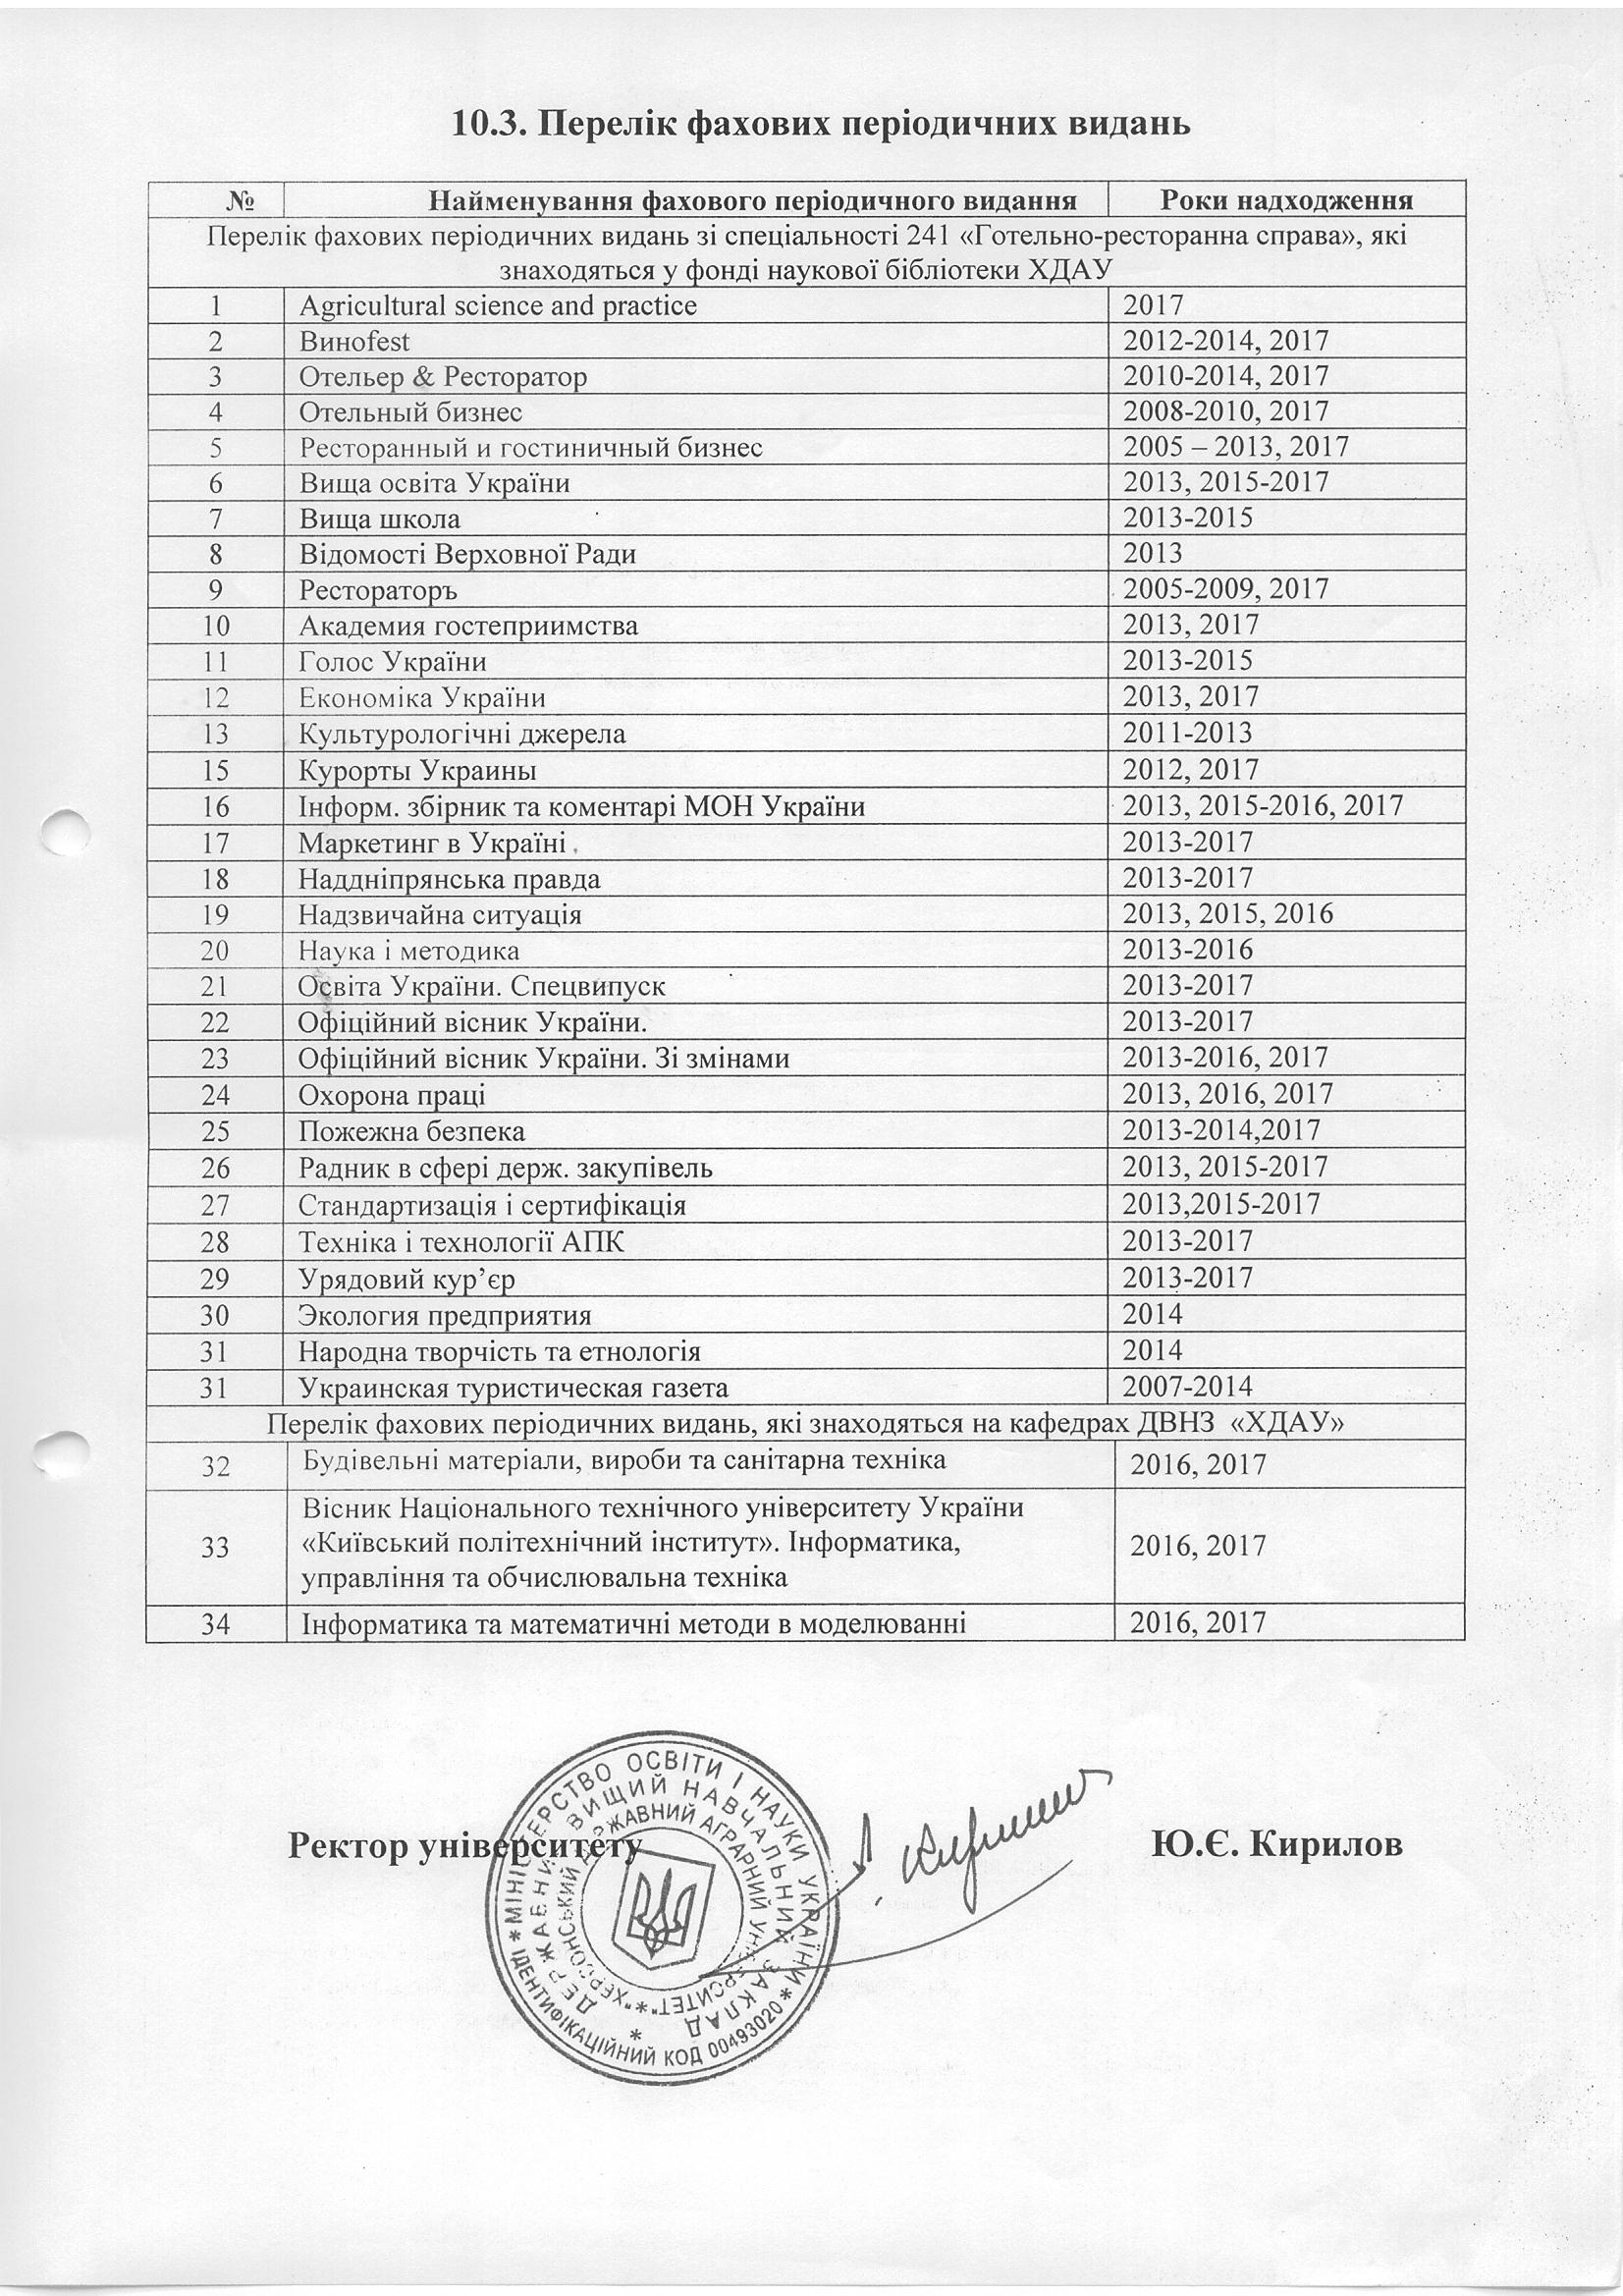 10.3. Перелік фахових періодичних видань
№ Найменування фахового періодичного видання Роки надходження
Перелік фахових періодичних видань зі спеціальності 241 «Готельно-ресторанна справа», які
знаходяться у фонді наукової бібліотеки ХДАУ
1 Agricultural science and practice 2017
2 Винofest 2012-2014, 2017
3 Отельер & Ресторатор 2010-2014, 2017
4 Отельный бизнес 2008-2010, 2017
5 Ресторанный и гостиничный бизнес 2005 – 2013, 2017
6 Вища освіта України 2013, 2015-2017
7 Вища школа 2013-2015
8 Відомості Верховної Ради 2013
9 Рестораторъ 2005-2009, 2017
10 Академия гостеприимства 2013, 2017
11 Голос України 2013-2015
12 Економіка України 2013, 2017
13 Культурологічні джерела 2011-2013
15 Курорты Украины 2012, 2017
16 Інформ. збірник та коментарі МОН України 2013, 2015-2016, 2017
17 Маркетинг в Україні 2013-2017
18 Наддніпрянська правда 2013-2017
19 Надзвичайна ситуація 2013, 2015, 2016
20 Наука і методика 2013-2016
21 Освіта України. Спецвипуск 2013-2017
22 Офіційний вісник України. 2013-2017
23 Офіційний вісник України. Зі змінами 2013-2016, 2017
24 Охорона праці 2013, 2016, 2017
25 Пожежна безпека 2013-2014,2017
26 Радник в сфері держ. закупівель 2013, 2015-2017
27 Стандартизація і сертифікація 2013,2015-2017
28 Техніка і технології АПК 2013-2017
29 Урядовий кур’єр 2013-2017
30 Экология предприятия 2014
31 Народна творчість та етнологія 2014
31 Украинская туристическая газета 2007-2014
Перелік фахових періодичних видань, які знаходяться на кафедрах ДВНЗ «ХДАУ»
32 Будівельні матеріали, вироби та санітарна техніка 2016, 2017
33 Вісник Національного технічного університету України
«Київський політехнічний інститут». Інформатика,
управління та обчислювальна техніка 2016, 2017
34 Інформатика та математичні методи в моделюванні 2016, 2017
Ректор університету Ю.Є. Кирилов
*МІНІСТЕРСТВО ОСВІТИ І НАУКИ УКРАЇНИ*
ІДЕНТИФІКАЦІЙНИЙ КОД 00493020
ДЕРЖАВНИЙ ВИЩИЙ НАВЧАЛЬНИЙ ЗАКЛАД *
"ХЕРСОНСЬКИЙ ДЕРЖАВНИЙ АГРАРНИЙ УНІВЕРСИТЕТ" *